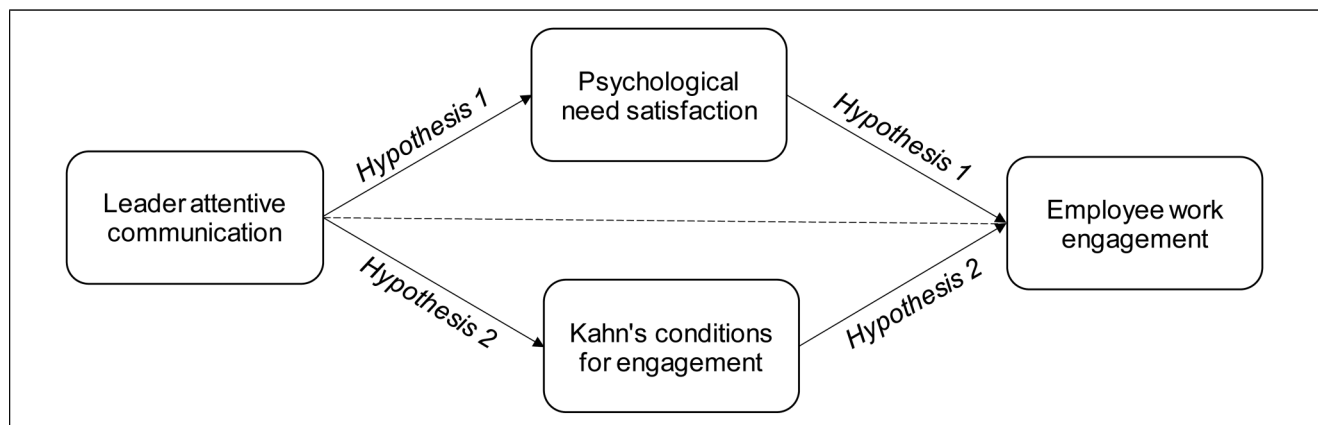 Psychological
need satisfaction
Hypothesis 1
Hypothesis 1
Leader attentive
communication
Employee work
engagement
Hypothesis 2
Hypothesis 2
Kahn's conditions
for engagement